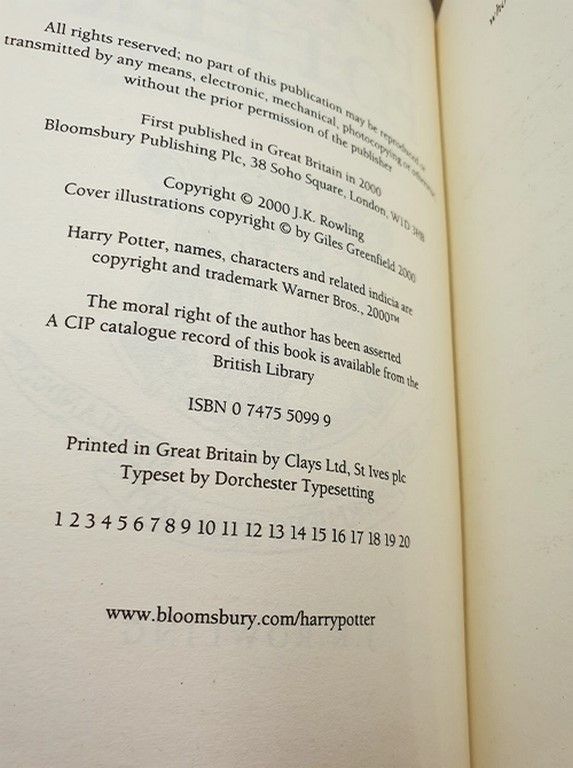 All rights reserved; no part of this publication may be reproduced or
transmitted by any means, electronic, mechanical, photocopying or otherwise
without the prior permission of the publisher
First published in Great Britain in 2000
Bloomsbury Publishing Plc, 38 Soho Square, London, W1D 3HB
Copyright © 2000 J.K. Rowling
Cover illustrations copyright © by Giles Greenfield 2000
Harry Potter, names, characters and related indicia are
copyright and trademark Warner Bros., 2000™
The moral right of the author has been asserted
A CIP catalogue record of this book is available from the
British Library
ISBN 0 7475 5099 9
Printed in Great Britain by Clays Ltd, St Ives plc
Typeset by Dorchester Typesetting
1 2 3 4 5 6 7 8 9 10 11 12 13 14 15 16 17 18 19 20
www.bloomsbury.com/harrypotter